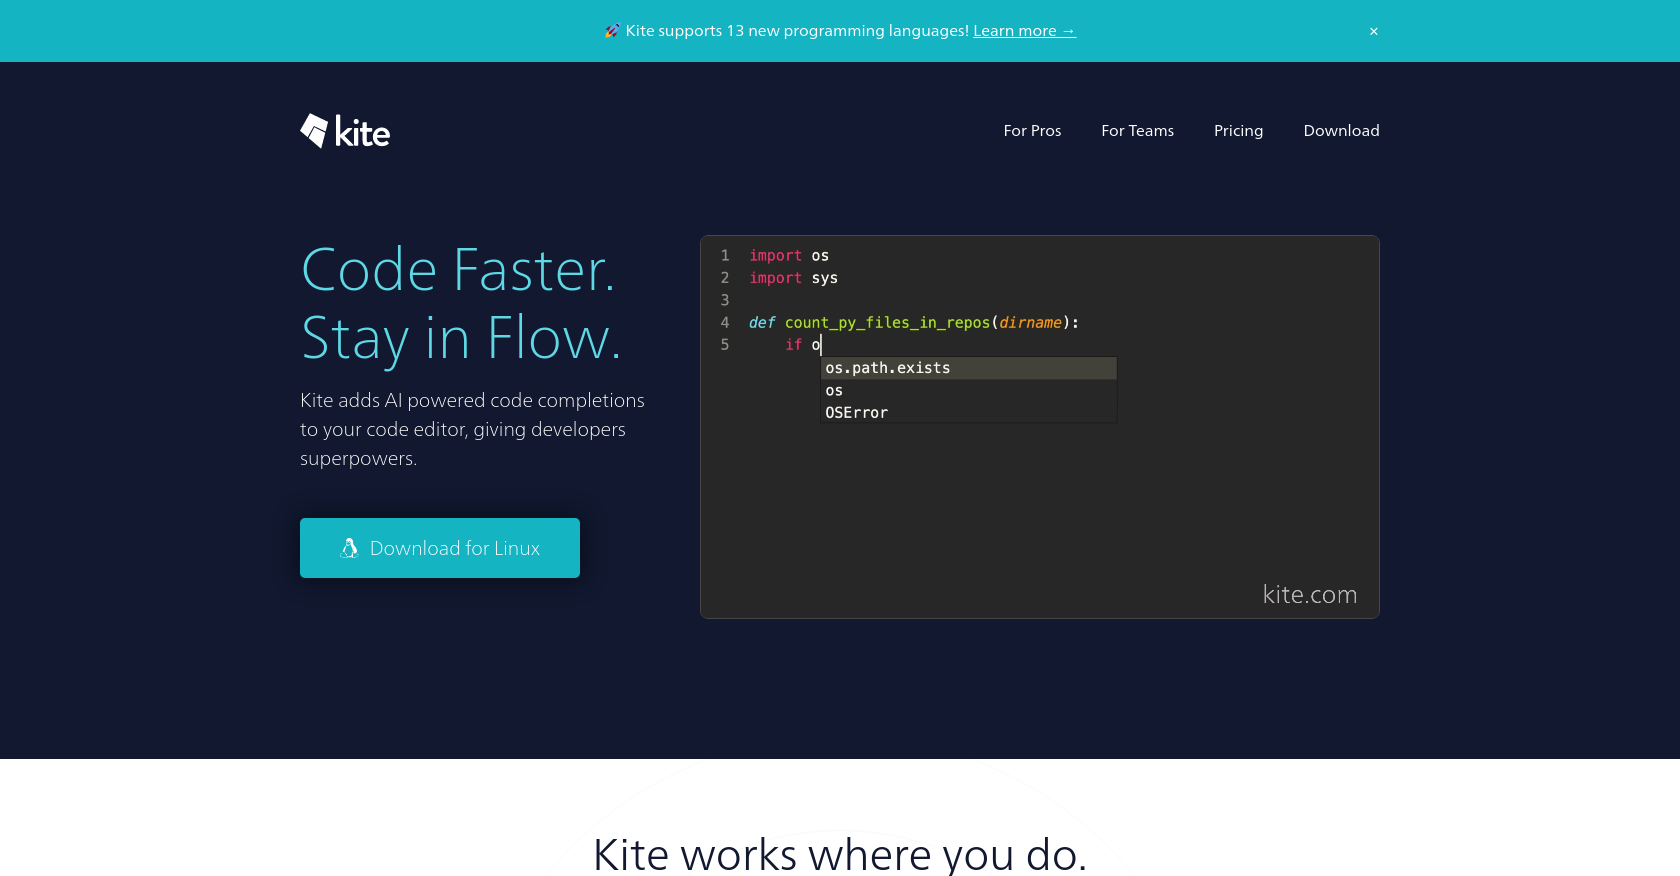 🚀 Kite supports 13 new programming languages! Learn more → ×
kite
For Pros For Teams Pricing Download
Code Faster.
Stay in Flow.
Kite adds AI powered code completions
to your code editor, giving developers
superpowers.
Download for Linux
1 import os
2 import sys
3
4 def count_py_files_in_repos(dirname):
5 if o
os.path.exists
os
OSError
kite.com
Kite works where you do.